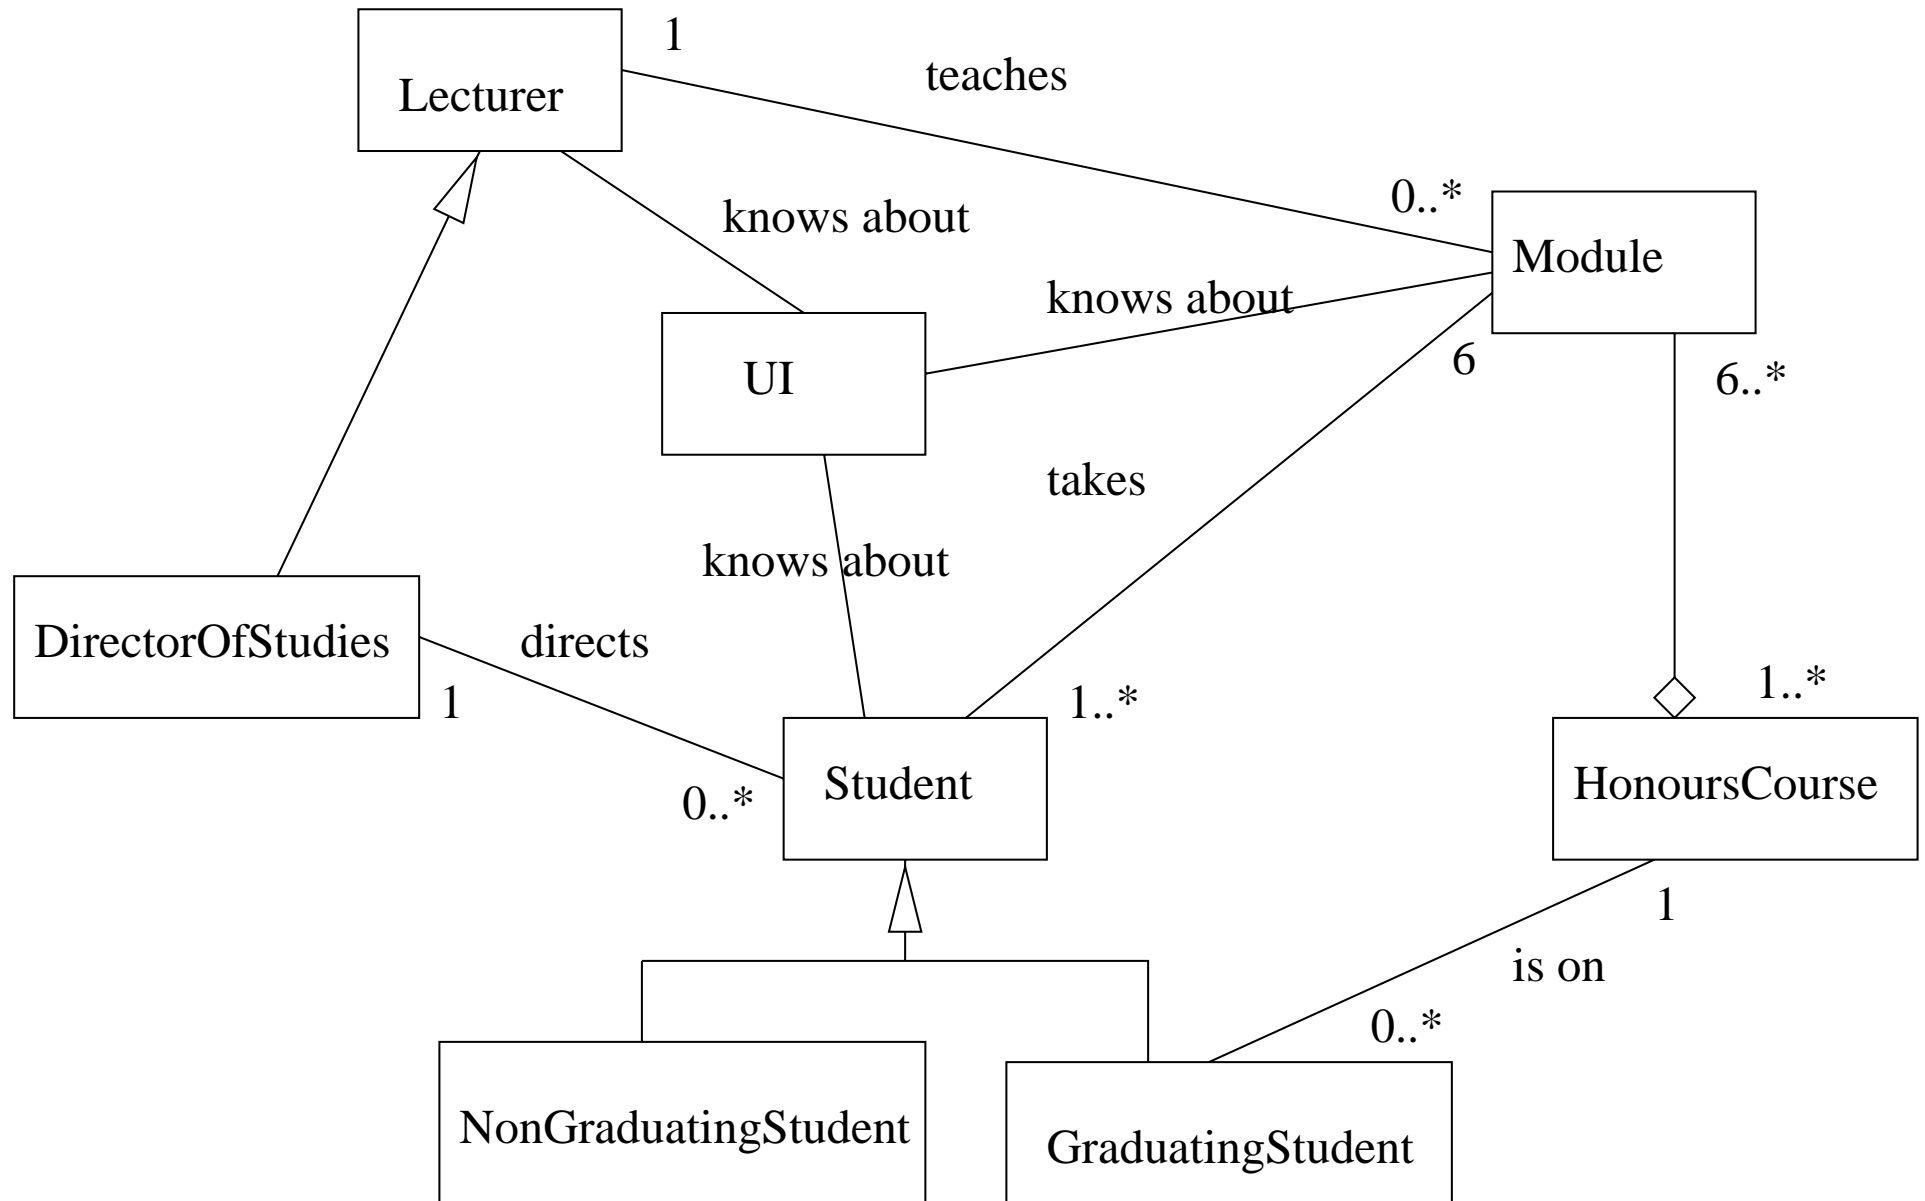 1
teaches
Lecturer
0..*
knows about
Module
knows about
UI
6
6..*
takes
knows about
DirectorOfStudies
directs
1
1..*
1..*
Student
HonoursCourse
0..*
1
is on
0..*
NonGraduatingStudent
GraduatingStudent